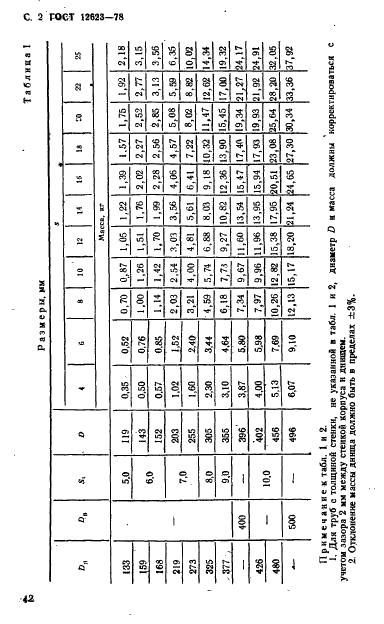 С. 2 ГОСТ 12623—78
Таблица 1
Размеры, мм
Dн Dв S₁ D s
Масса, кг
4 6 8 10 12 14 16 18 20 22 25
133 — 5,0 119 0,35 0,52 0,70 0,87 1,05 1,22 1,39 1,57 1,75 1,92 2,18
159 6,0 143 0,50 0,76 1,00 1,26 1,51 1,76 2,02 2,27 2,52 2,77 3,15
168 152 0,57 0,85 1,14 1,42 1,70 1,99 2,28 2,56 2,85 3,13 3,56
219 7,0 203 1,02 1,52 2,03 2,54 3,03 3,56 4,06 4,57 5,08 5,59 6,35
273 255 1,60 2,40 3,21 4,00 4,81 5,61 6,41 7,22 8,02 8,82 10,02
325 8,0 305 2,30 3,44 4,59 5,74 6,88 8,03 9,18 10,32 11,47 12,62 14,34
377 9,0 355 3,10 4,64 6,18 7,73 9,27 10,82 12,36 13,90 15,45 17,00 19,32
— 400 10,0 396 3,87 5,80 7,34 9,67 11,60 13,54 15,47 17,40 19,34 21,27 24,17
426 — 402 4,00 5,98 7,97 9,96 11,96 13,95 15,94 17,93 19,93 21,92 24,91
480 456 5,13 7,69 10,26 12,82 15,38 17,95 20,51 23,08 25,64 28,20 32,05
— 500 496 6,07 9,10 12,13 15,17 18,20 21,24 24,65 27,30 30,34 33,36 37,92
Примечание к табл. 1 и 2.
1. Для труб с толщиной стенки, не указанной в табл. 1 и 2, диаметр D и масса должны корректироваться с
учетом зазора 2 мм между стенкой корпуса и днищем.
2. Отклонение массы днища должно быть в пределах ±3%.
42